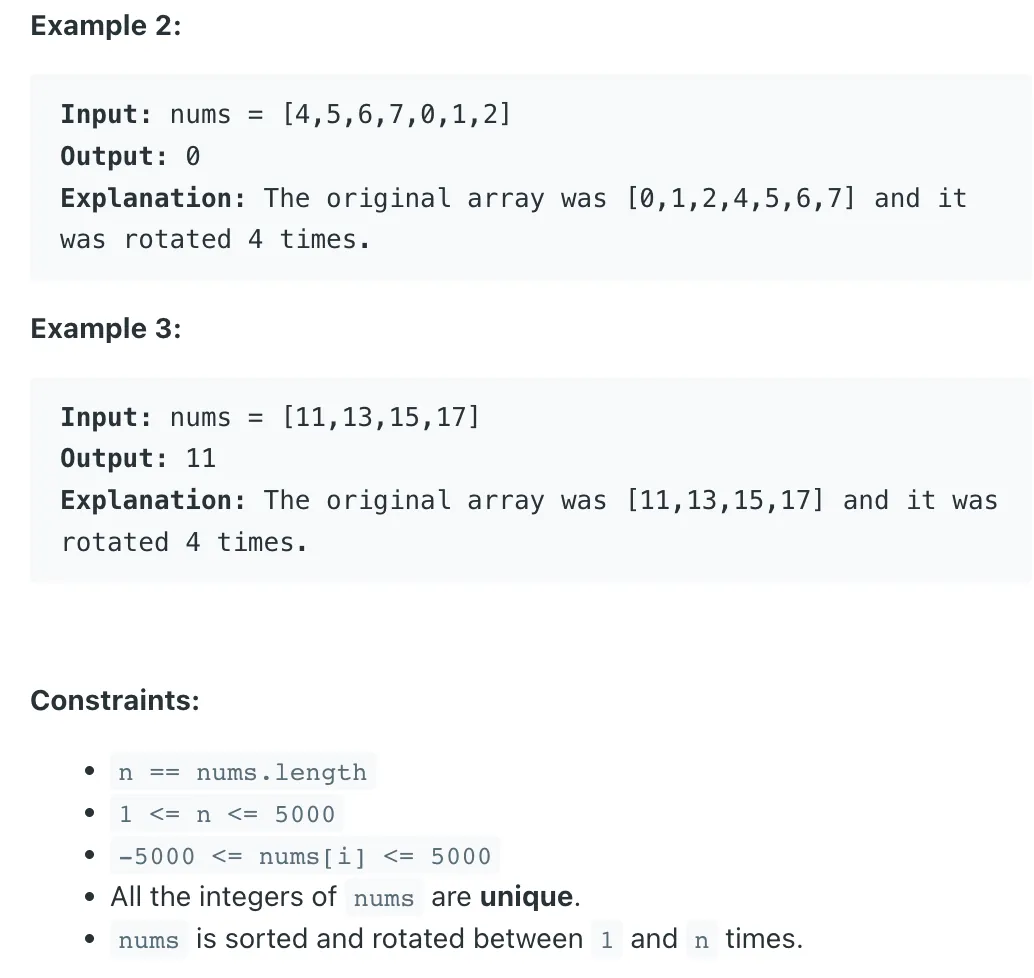 Example 2:
Input: nums = [4,5,6,7,0,1,2]
Output: 0
Explanation: The original array was [0,1,2,4,5,6,7] and it
was rotated 4 times.
Example 3:
Input: nums = [11,13,15,17]
Output: 11
Explanation: The original array was [11,13,15,17] and it was
rotated 4 times.
Constraints:
• n == nums.length
• 1 <= n <= 5000
• -5000 <= nums[i] <= 5000
• All the integers of nums are unique.
• nums is sorted and rotated between 1 and n times.